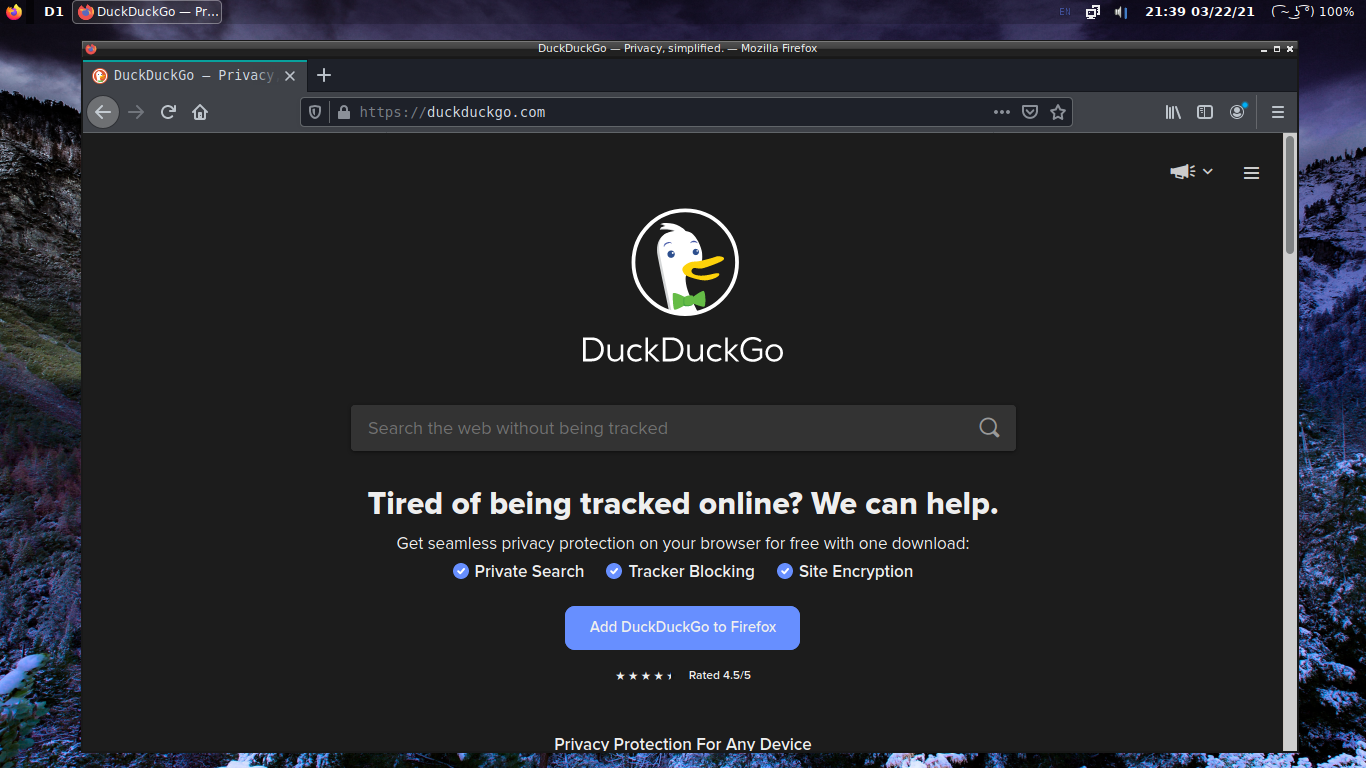 D1 DuckDuckGo — Pr... EN 21:39 03/22/21 ( ͡~ ͜ʖ ͡°) 100%
DuckDuckGo — Privacy, simplified. — Mozilla Firefox
DuckDuckGo — Privacy
https://duckduckgo.com
DuckDuckGo
Search the web without being tracked
Tired of being tracked online? We can help.
Get seamless privacy protection on your browser for free with one download:
Private Search Tracker Blocking Site Encryption
Add DuckDuckGo to Firefox
Rated 4.5/5
Privacy Protection For Any Device